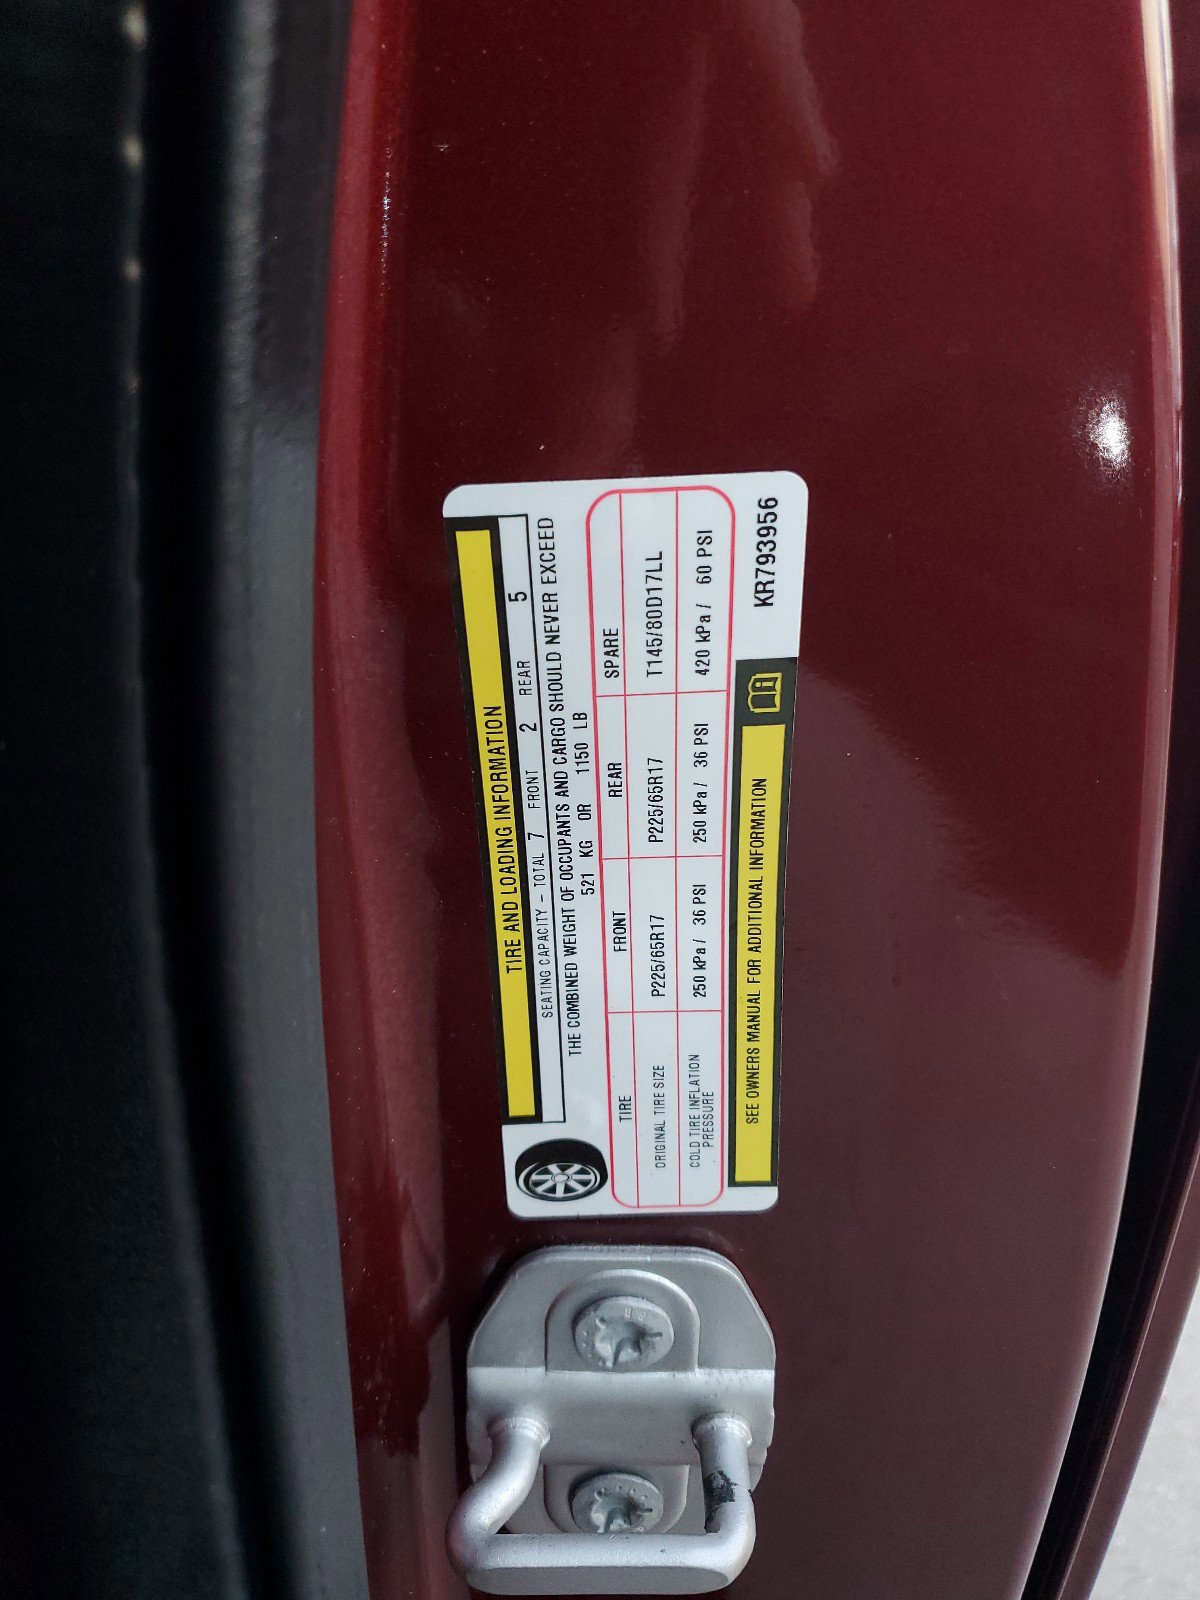 TIRE AND LOADING INFORMATION
SEATING CAPACITY - TOTAL 7 FRONT 2 REAR 5
THE COMBINED WEIGHT OF OCCUPANTS AND CARGO SHOULD NEVER EXCEED
521 KG OR 1150 LB
TIRE FRONT REAR SPARE
ORIGINAL TIRE SIZE P225/65R17 P225/65R17 T145/80D17LL
COLD TIRE INFLATION
PRESSURE 250 kPa / 36 PSI 250 kPa / 36 PSI 420 kPa / 60 PSI
SEE OWNERS MANUAL FOR ADDITIONAL INFORMATION
KR793956